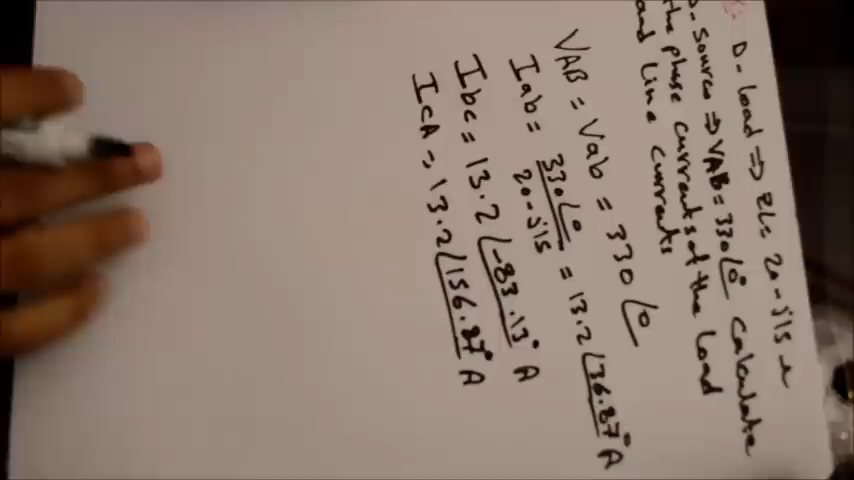 D - Load => ZL = 20 - j15 Ω
D - Source => VAB = 330∠0° Calculate
the phase currents of the load
and line currents
VAB = Vab = 330∠0
Iab = 330∠0 / 20-j15 = 13.2∠36.87° A
Ibc = 13.2∠-83.13° A
IcA = 13.2∠156.87° A